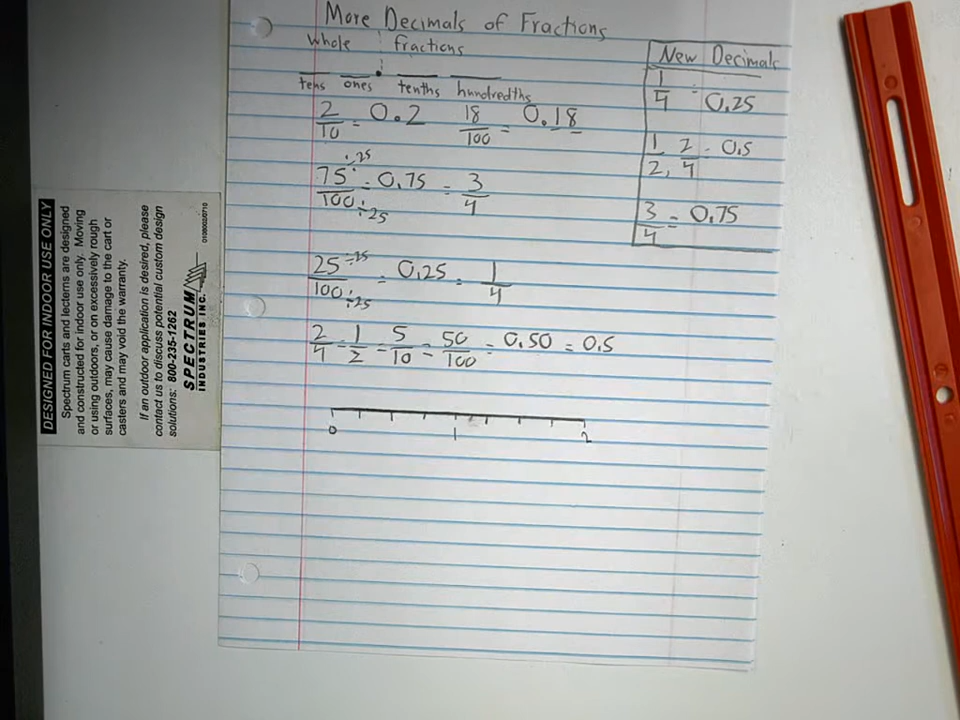 More Decimals of Fractions
whole fractions
tens ones . tenths hundredths
2/10 = 0.2 18/100 = 0.18
75/100 ÷25 ÷25 = 0.75 = 3/4
25/100 ÷25 ÷25 = 0.25 = 1/4
2/4 = 1/2 = 5/10 = 50/100 = 0.50 = 0.5
0 1 2
New Decimals
1/4 = 0.25
1/2, 2/4 = 0.5
3/4 = 0.75
DESIGNED FOR INDOOR USE ONLY
Spectrum carts and lecterns are designed
and constructed for indoor use only. Moving
or using outdoors, or on excessively rough
surfaces, may cause damage to the cart or
casters and may void the warranty.
If an outdoor application is desired, please
contact us to discuss potential custom design
solutions: 800-235-1262
SPECTRUM
INDUSTRIES INC.